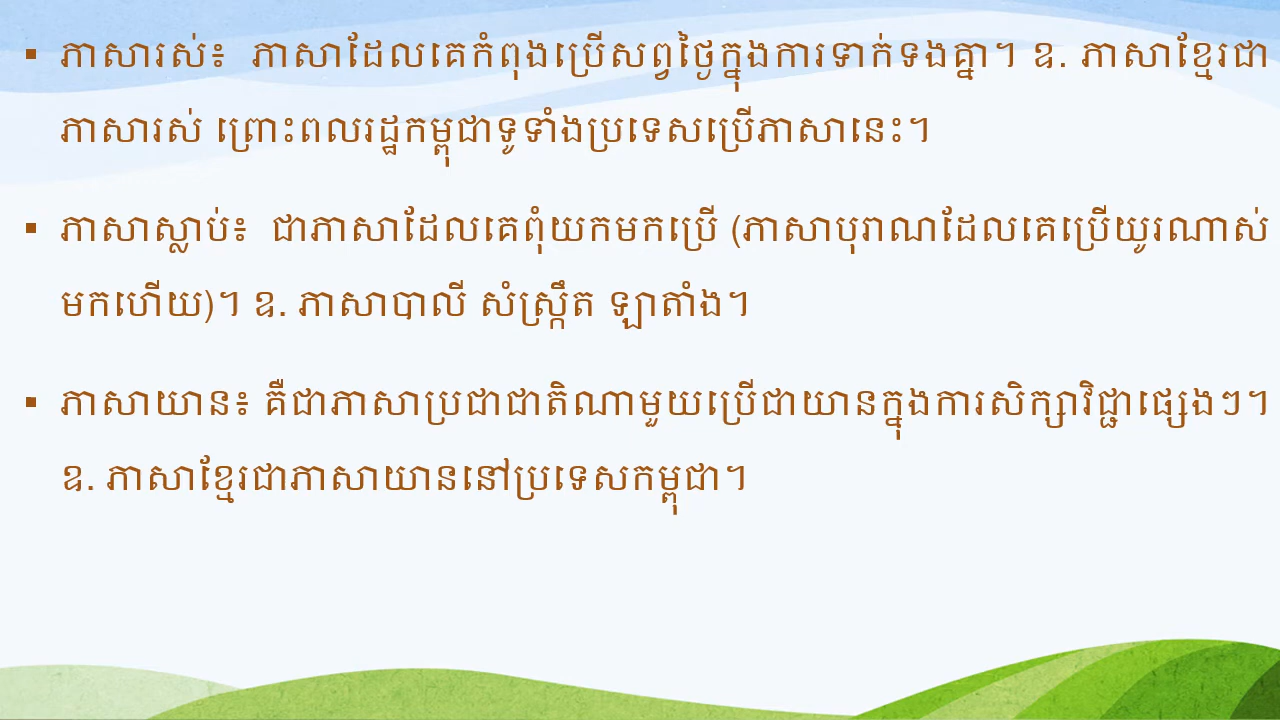 ▪ ភាសារស់៖ ភាសាដែលគេកំពុងប្រើសព្វថ្ងៃក្នុងការទាក់ទងគ្នា។ ឧ. ភាសាខ្មែរជា
ភាសារស់ ព្រោះពលរដ្ឋកម្ពុជាទូទាំងប្រទេសប្រើភាសានេះ។
▪ ភាសាស្លាប់៖ ជាភាសាដែលគេពុំយកមកប្រើ (ភាសាបុរាណដែលគេប្រើយូរណាស់
មកហើយ)។ ឧ. ភាសាបាលី សំស្ក្រឹត ឡាតាំង។
▪ ភាសាយាន៖ គឺជាភាសាប្រជាជាតិណាមួយប្រើជាយានក្នុងការសិក្សាវិជ្ជាផ្សេងៗ។
ឧ. ភាសាខ្មែរជាភាសាយាននៅប្រទេសកម្ពុជា។